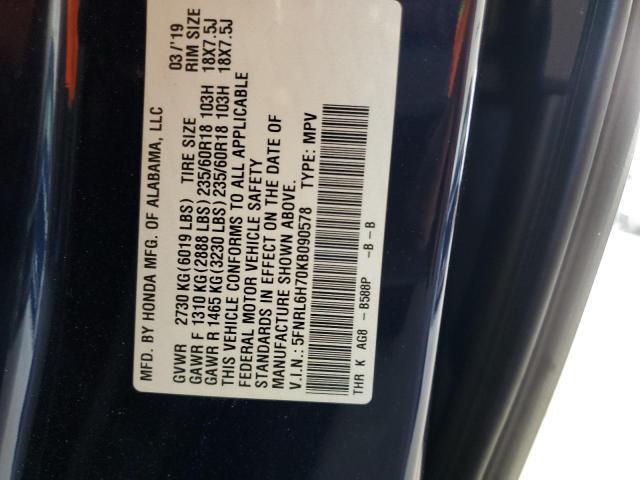 MFD. BY HONDA MFG. OF ALABAMA, LLC 03/'19
GVWR 2730 KG(6019 LBS) TIRE SIZE RIM SIZE
GAWR F 1310 KG(2888 LBS) 235/60R18 103H 18X7.5J
GAWR R 1465 KG(3230 LBS) 235/60R18 103H 18X7.5J
THIS VEHICLE CONFORMS TO ALL APPLICABLE
FEDERAL MOTOR VEHICLE SAFETY
STANDARDS IN EFFECT ON THE DATE OF
MANUFACTURE SHOWN ABOVE.
V.I.N.: 5FNRL6H70KB090578 TYPE: MPV
THR K AG8 - B588P - B - B